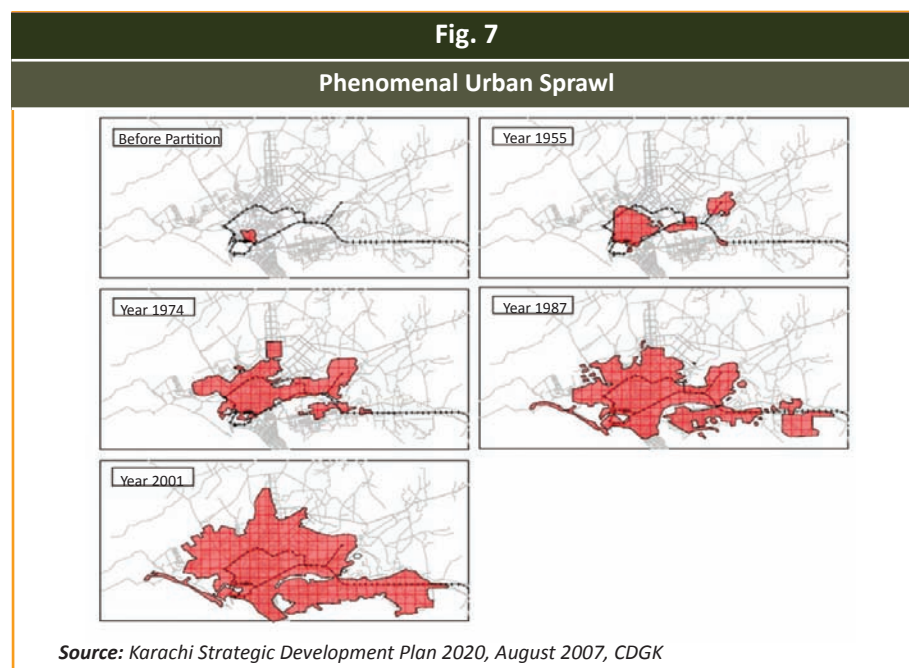 Fig. 7
Phenomenal Urban Sprawl
Before Partition
Year 1955
Year 1974
Year 1987
Year 2001
Source: Karachi Strategic Development Plan 2020, August 2007, CDGK